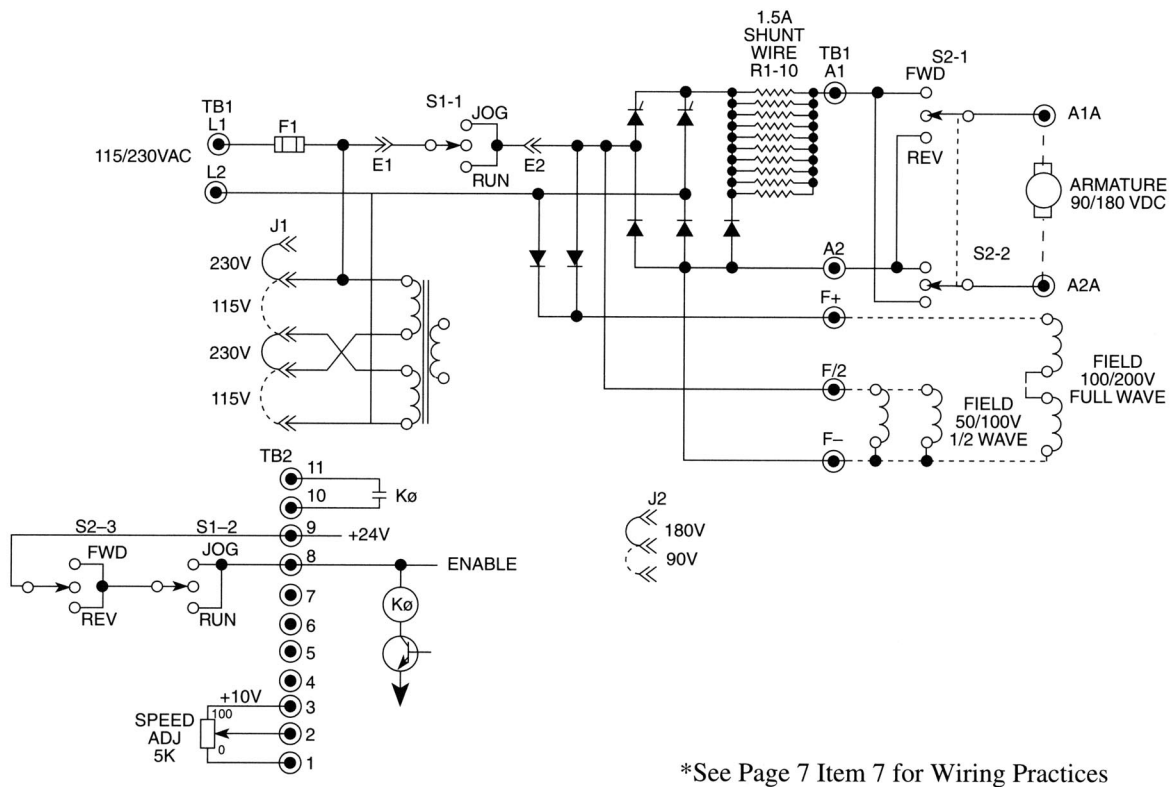 1.5A
SHUNT
WIRE
R1-10
TB1
A1
S2-1
FWD
REV
A1A
ARMATURE
90/180 VDC
A2A
S2-2
A2
TB1
L1
F1
115/230VAC
L2
E1
S1-1
JOG
RUN
E2
J1
230V
115V
230V
115V
F+
F/2
F–
FIELD
50/100V
1/2 WAVE
FIELD
100/200V
FULL WAVE
J2
180V
90V
TB2
11
10
Kø
9
+24V
8
ENABLE
Kø
7
6
5
4
3
2
1
S2–3
FWD
REV
S1–2
JOG
RUN
+10V
100
0
SPEED
ADJ
5K
*See Page 7 Item 7 for Wiring Practices